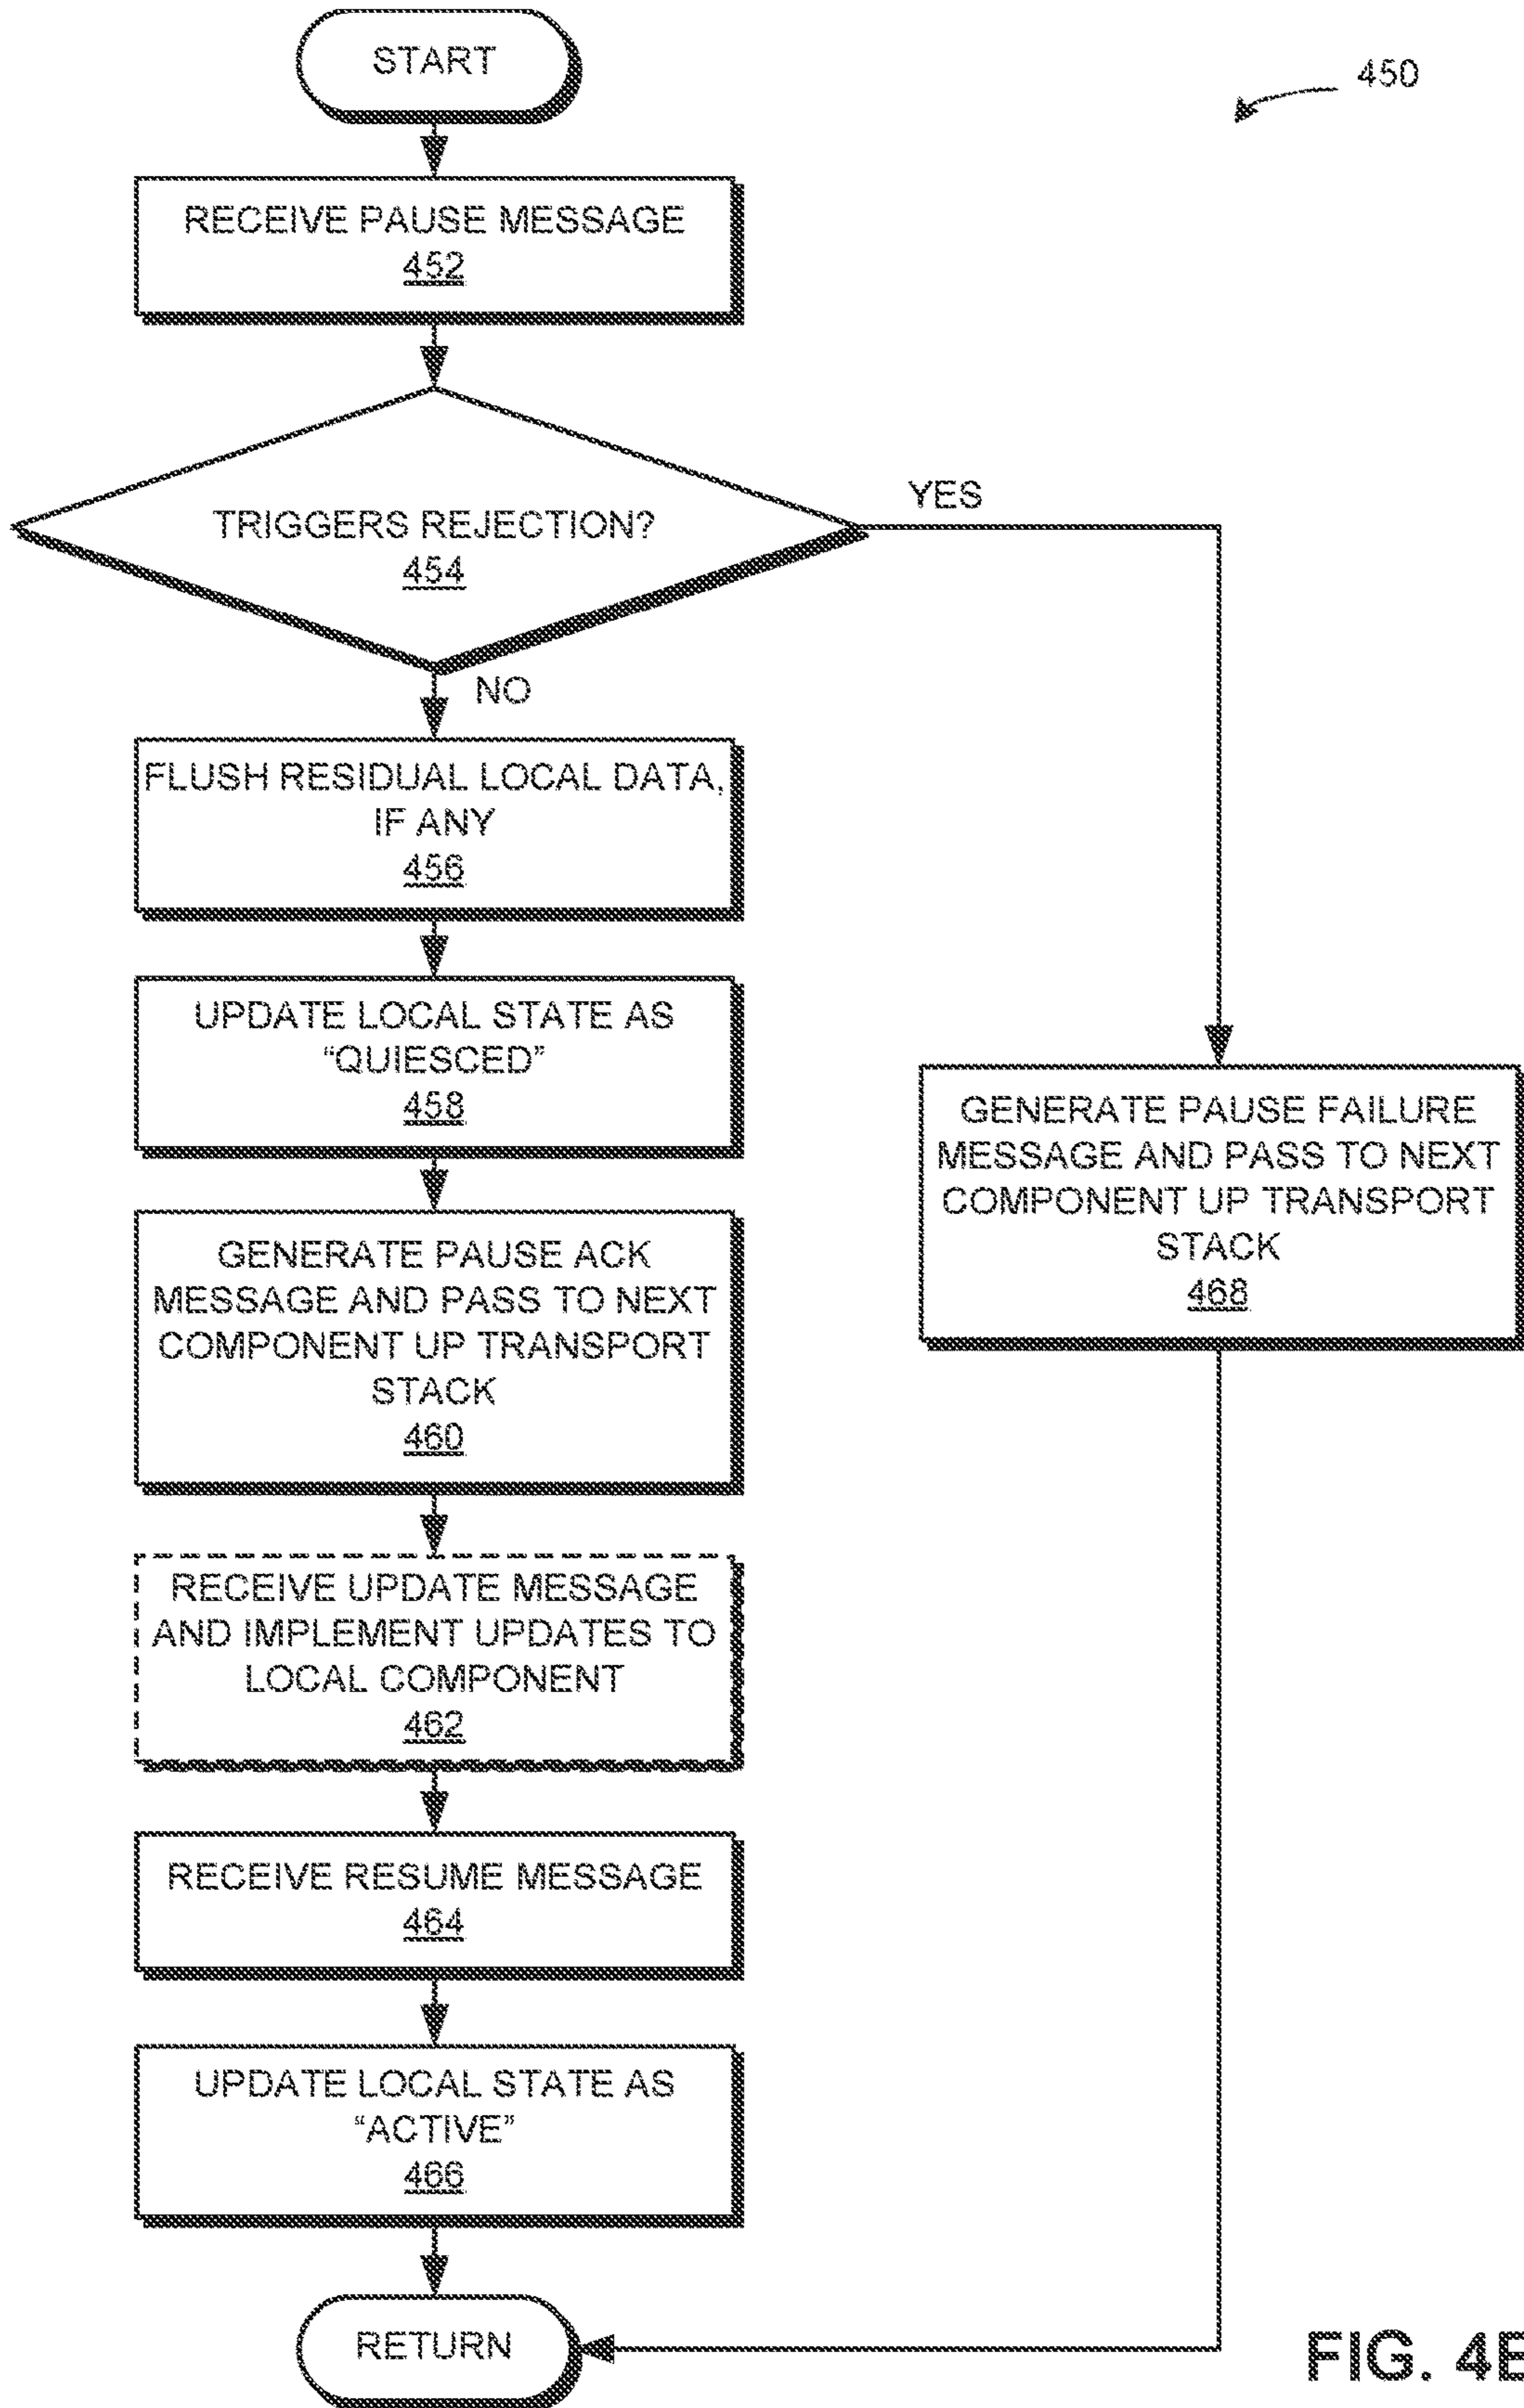 START
450
RECEIVE PAUSE MESSAGE
452
TRIGGERS REJECTION?
454
YES
NO
FLUSH RESIDUAL LOCAL DATA,
IF ANY
456
UPDATE LOCAL STATE AS
“QUIESCED”
458
GENERATE PAUSE ACK
MESSAGE AND PASS TO NEXT
COMPONENT UP TRANSPORT
STACK
460
GENERATE PAUSE FAILURE
MESSAGE AND PASS TO NEXT
COMPONENT UP TRANSPORT
STACK
468
RECEIVE UPDATE MESSAGE
AND IMPLEMENT UPDATES TO
LOCAL COMPONENT
462
RECEIVE RESUME MESSAGE
464
UPDATE LOCAL STATE AS
“ACTIVE”
466
RETURN
FIG.